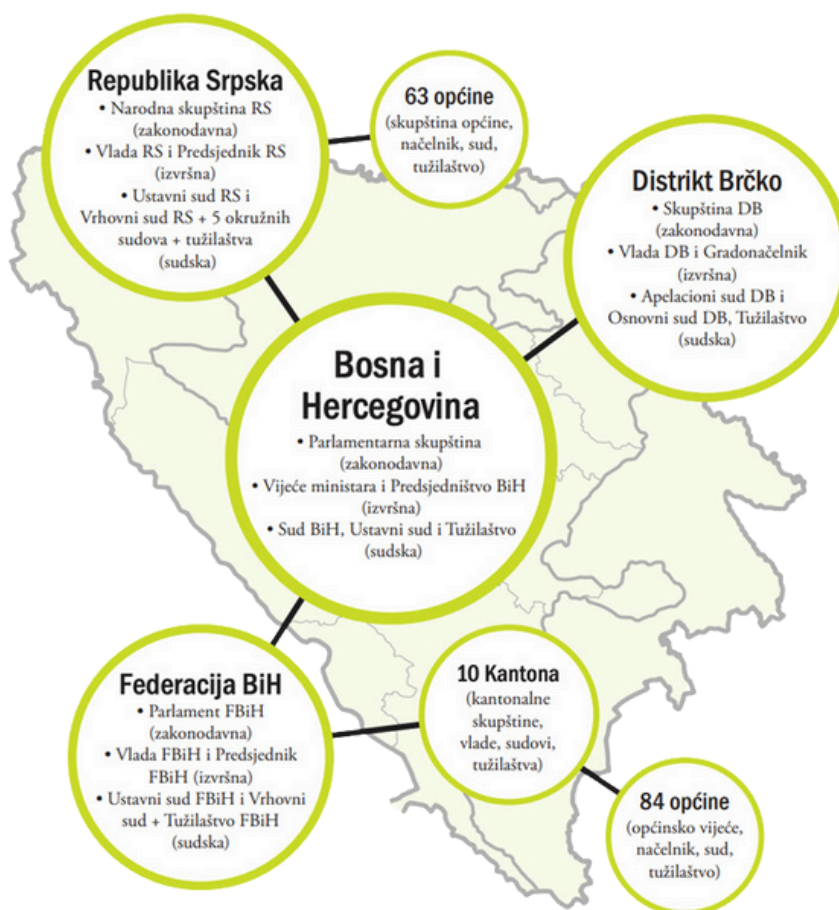 Republika Srpska
• Narodna skupština RS
(zakonodavna)
• Vlada RS i Predsjednik RS
(izvršna)
• Ustavni sud RS i
Vrhovni sud RS + 5 okružnih
sudova + tužilaštva
(sudska)
63 općine
(skupština općine,
načelnik, sud,
tužilaštvo)
Distrikt Brčko
• Skupština DB
(zakonodavna)
• Vlada DB i Gradonačelnik
(izvršna)
• Apelacioni sud DB i
Osnovni sud DB, Tužilaštvo
(sudska)
Bosna i
Hercegovina
• Parlamentarna skupština
(zakonodavna)
• Vijeće ministara i Predsjedništvo BiH
(izvršna)
• Sud BiH, Ustavni sud i Tužilaštvo
(sudska)
Federacija BiH
• Parlament FBiH
(zakonodavna)
• Vlada FBiH i Predsjednik
FBiH (izvršna)
• Ustavni sud FBiH i Vrhovni
sud + Tužilaštvo FBiH
(sudska)
10 Kantona
(kantonalne
skupštine,
vlade, sudovi,
tužilaštva)
84 općine
(općinsko vijeće,
načelnik, sud,
tužilaštvo)